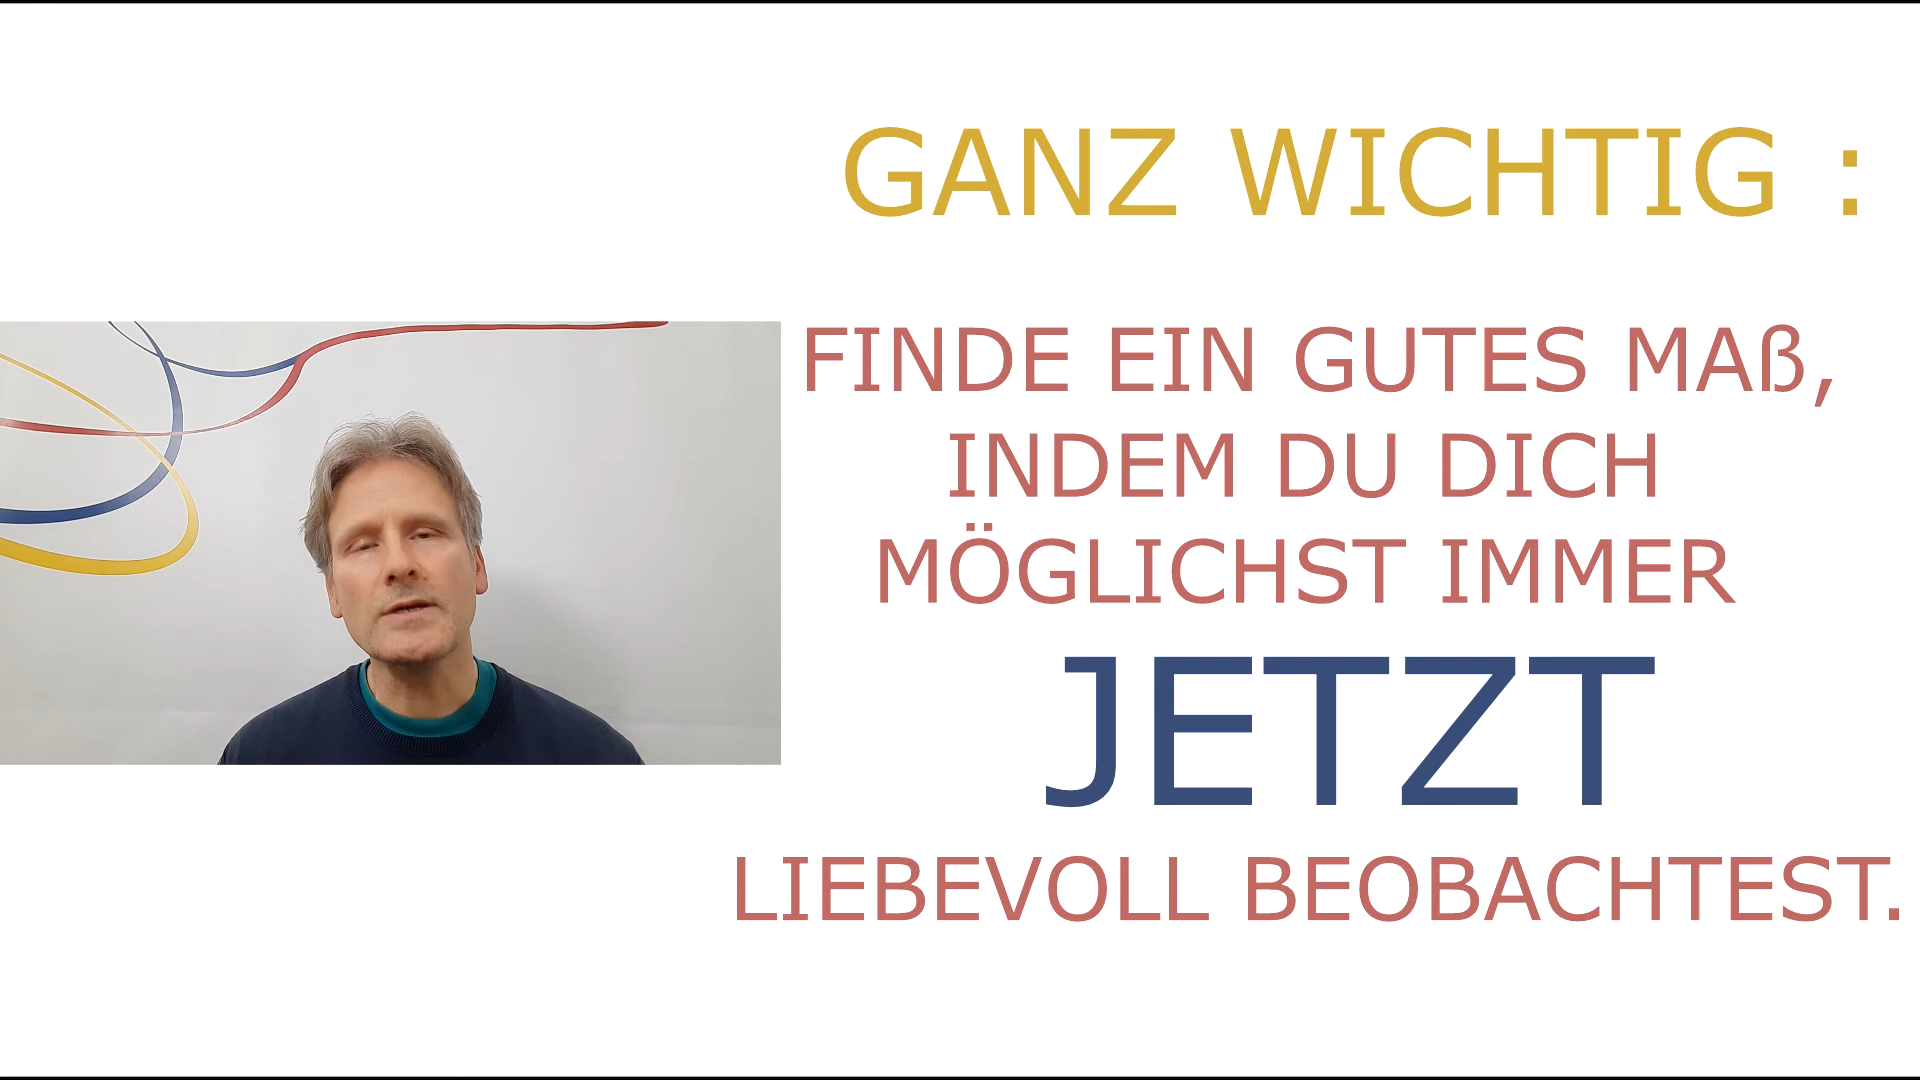 GANZ WICHTIG :
FINDE EIN GUTES MAß,
INDEM DU DICH
MÖGLICHST IMMER
JETZT
LIEBEVOLL BEOBACHTEST.